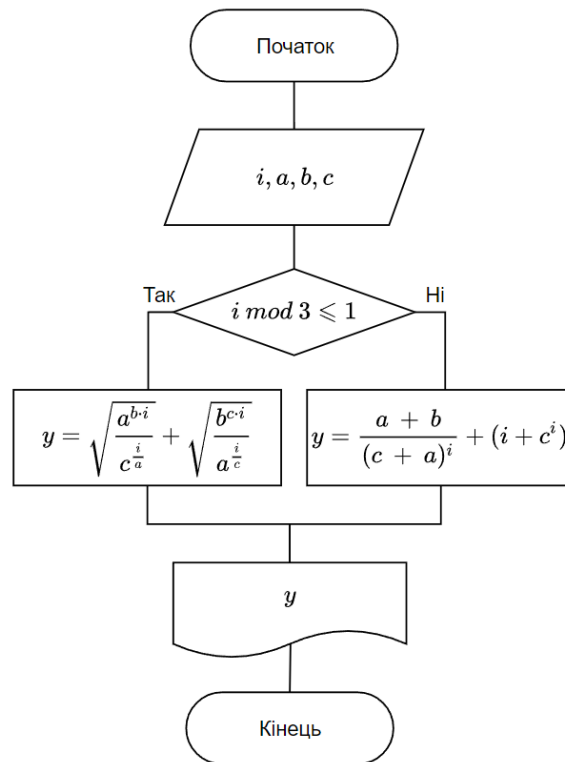 Початок
i, a, b, c
Так
Ні
i mod 3 ⩽ 1
y = √(a^(b·i) / c^(i/a)) + √(b^(c·i) / a^(i/c))
y = (a + b) / (c + a)^i + (i + c^i)
y
Кінець